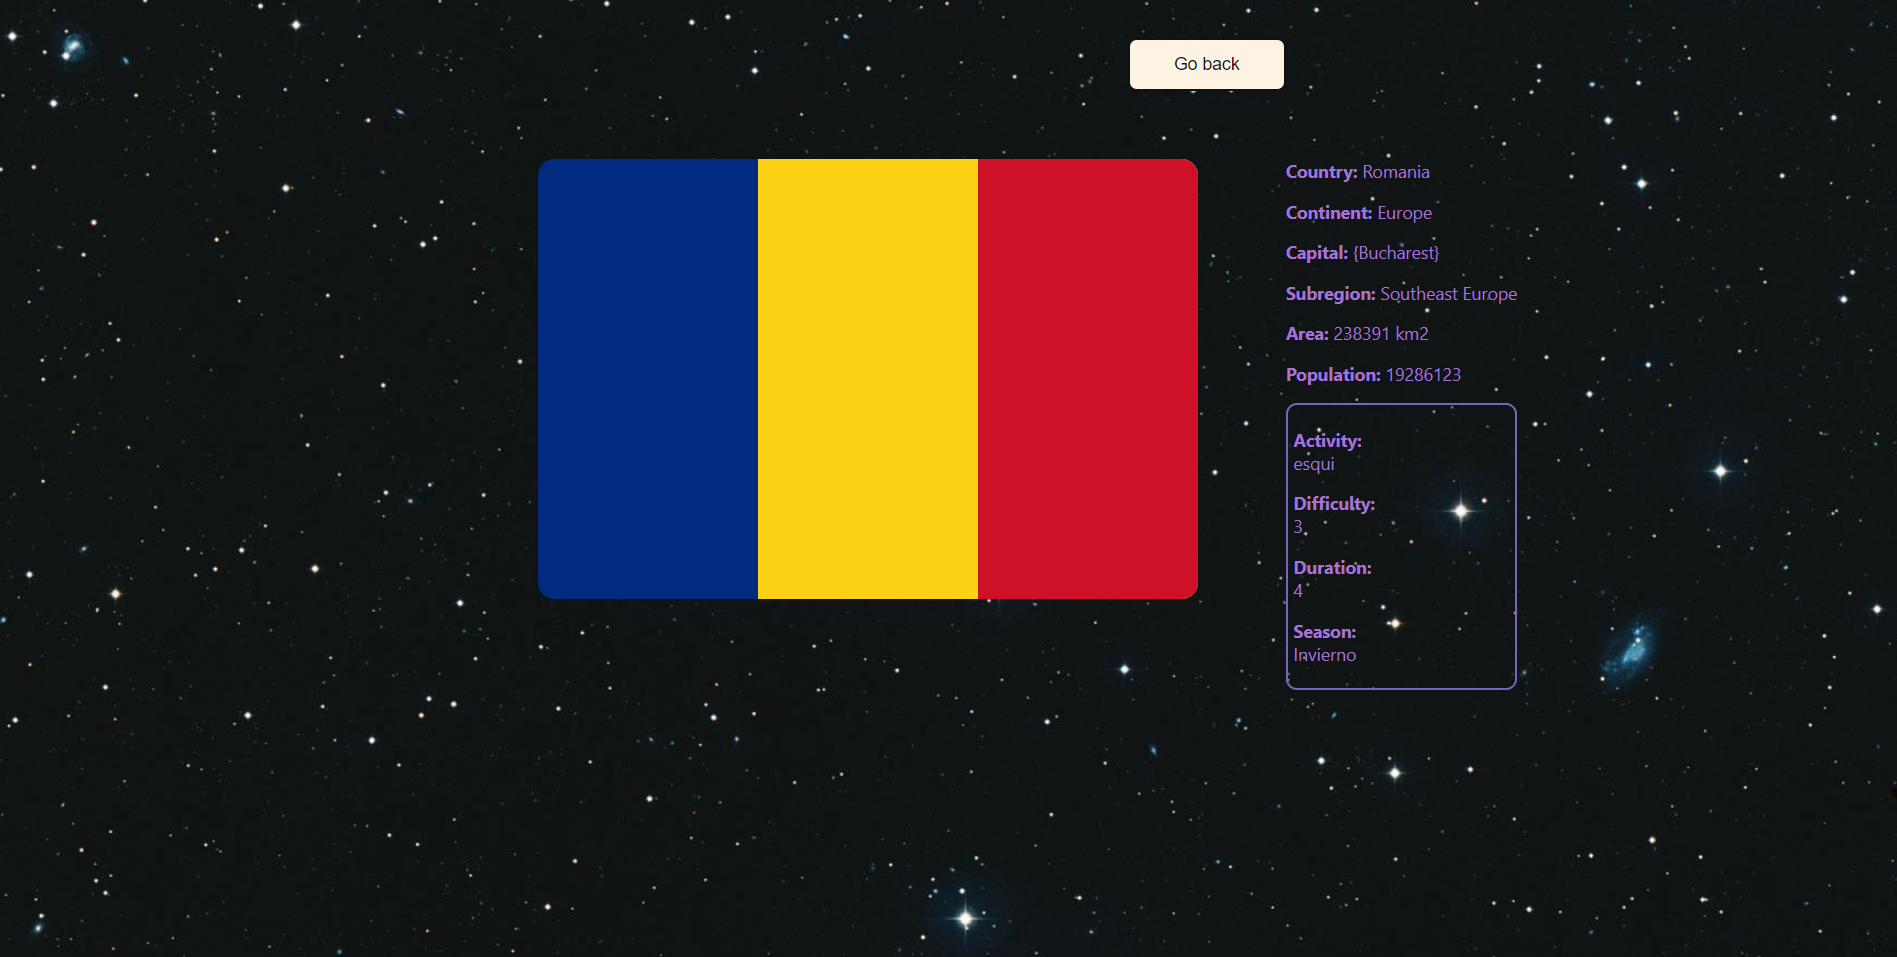 Go back
Country: Romania
Continent: Europe
Capital: {Bucharest}
Subregion: Southeast Europe
Area: 238391 km2
Population: 19286123
Activity:
esqui
Difficulty:
3
Duration:
4
Season:
Invierno